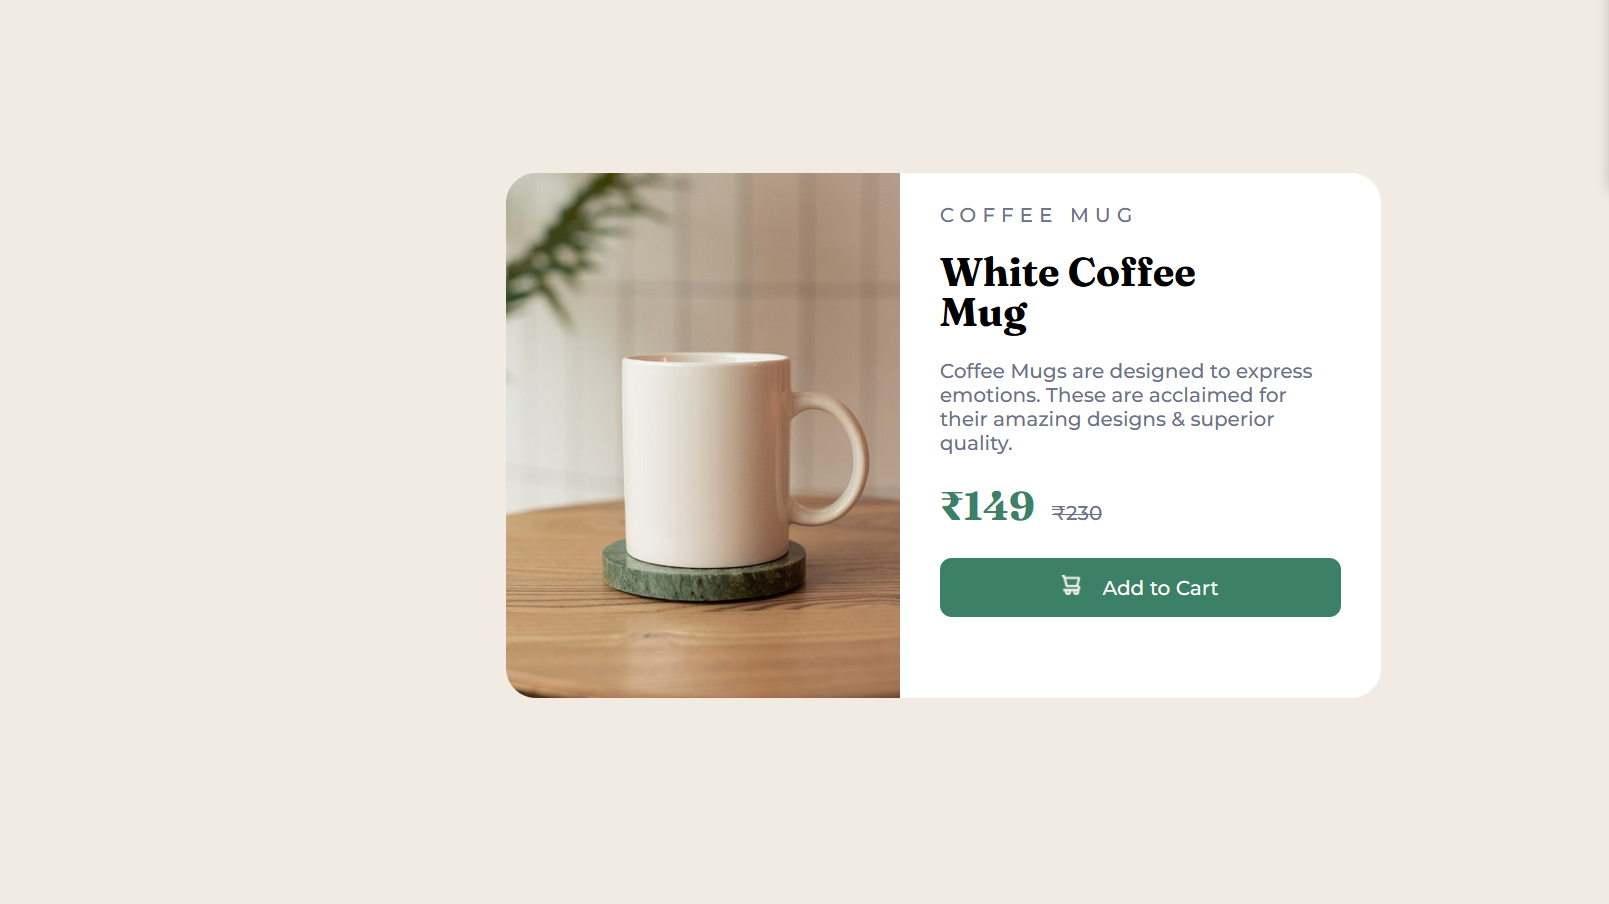 COFFEE MUG
White Coffee
Mug
Coffee Mugs are designed to express
emotions. These are acclaimed for
their amazing designs & superior
quality.
₹149 ₹230
Add to Cart